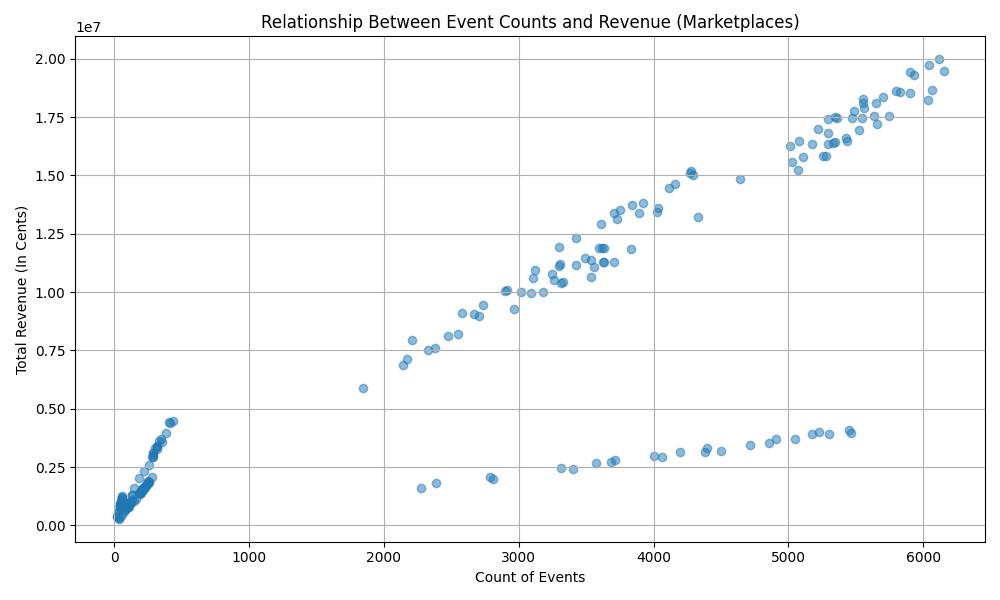 Relationship Between Event Counts and Revenue (Marketplaces)
1e7
2.00
1.75
1.50
1.25
1.00
0.75
0.50
0.25
0.00
Total Revenue (In Cents)
0 1000 2000 3000 4000 5000 6000
Count of Events